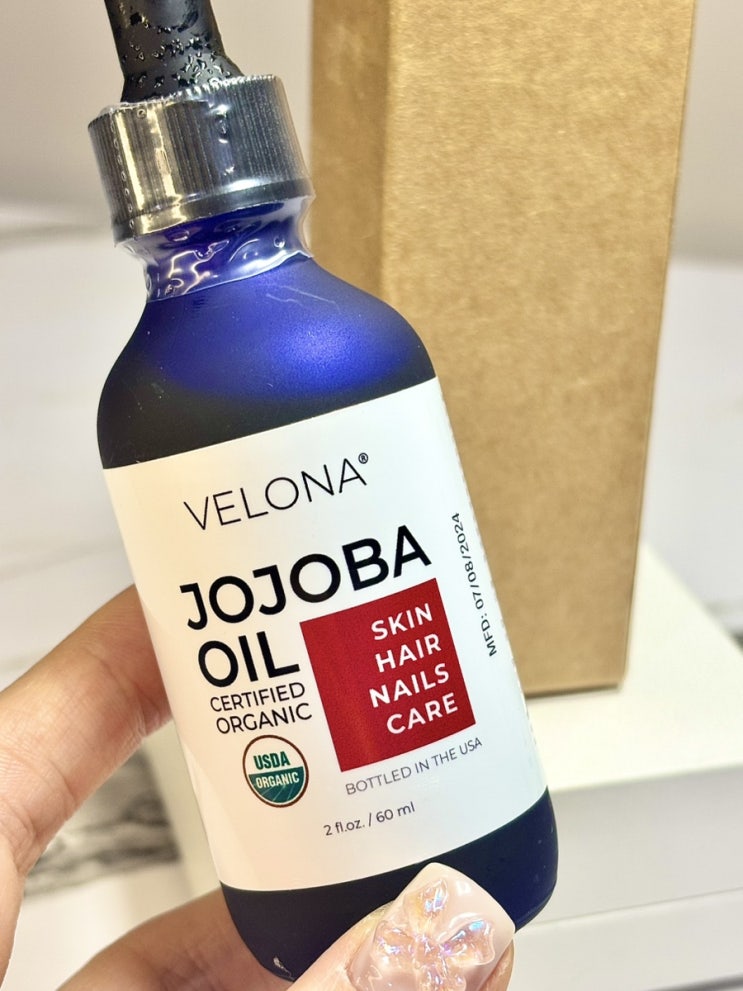 VELONA®
JOJOBA
OIL
CERTIFIED
ORGANIC
SKIN
HAIR
NAILS
CARE
USDA
ORGANIC
BOTTLED IN THE USA
2 fl.oz. / 60 ml
MFD: 07/08/2024